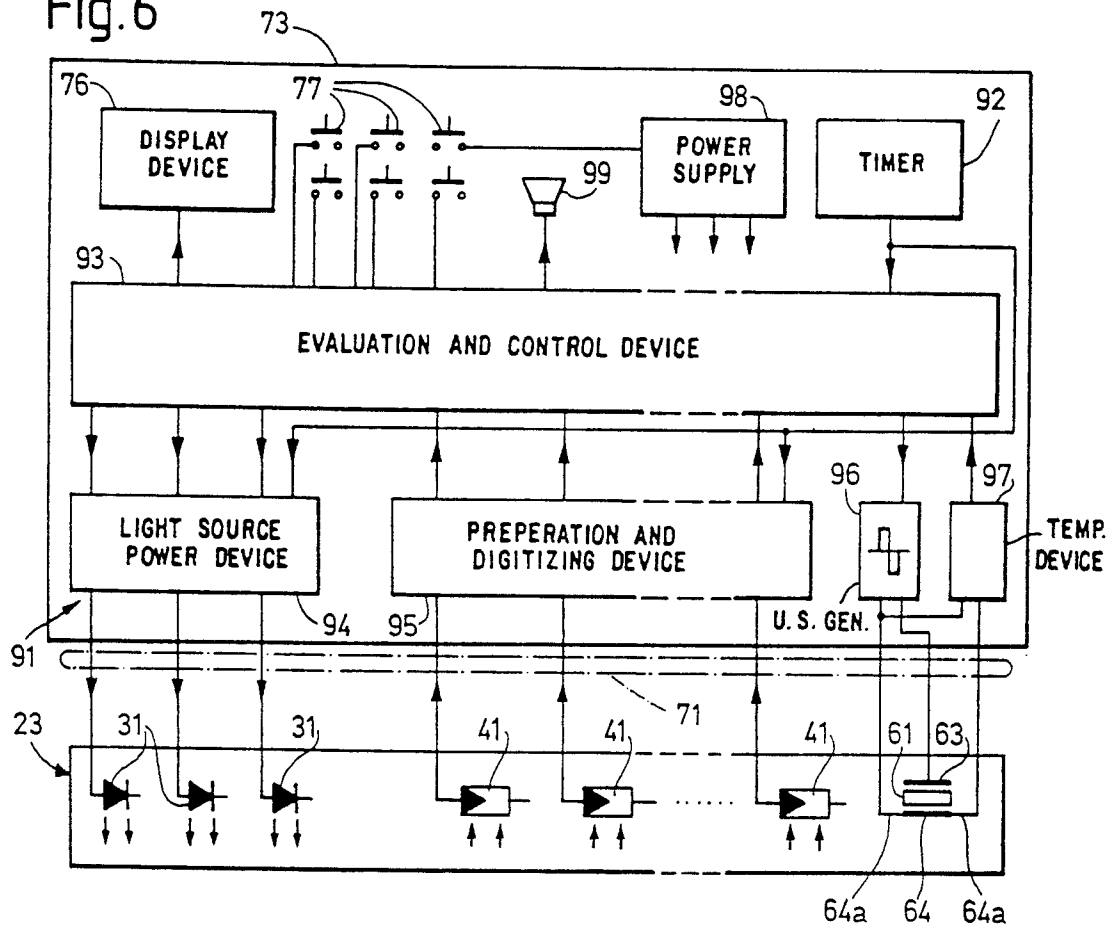 Fig.6
73
76
77
98
92
DISPLAY
DEVICE
POWER
SUPPLY
TIMER
99
93
EVALUATION AND CONTROL DEVICE
96
97
LIGHT SOURCE
POWER DEVICE
PREPERATION AND
DIGITIZING DEVICE
TEMP.
DEVICE
U.S. GEN.
91
94
95
71
23
31
31
41
41
41
61
63
64a
64
64a